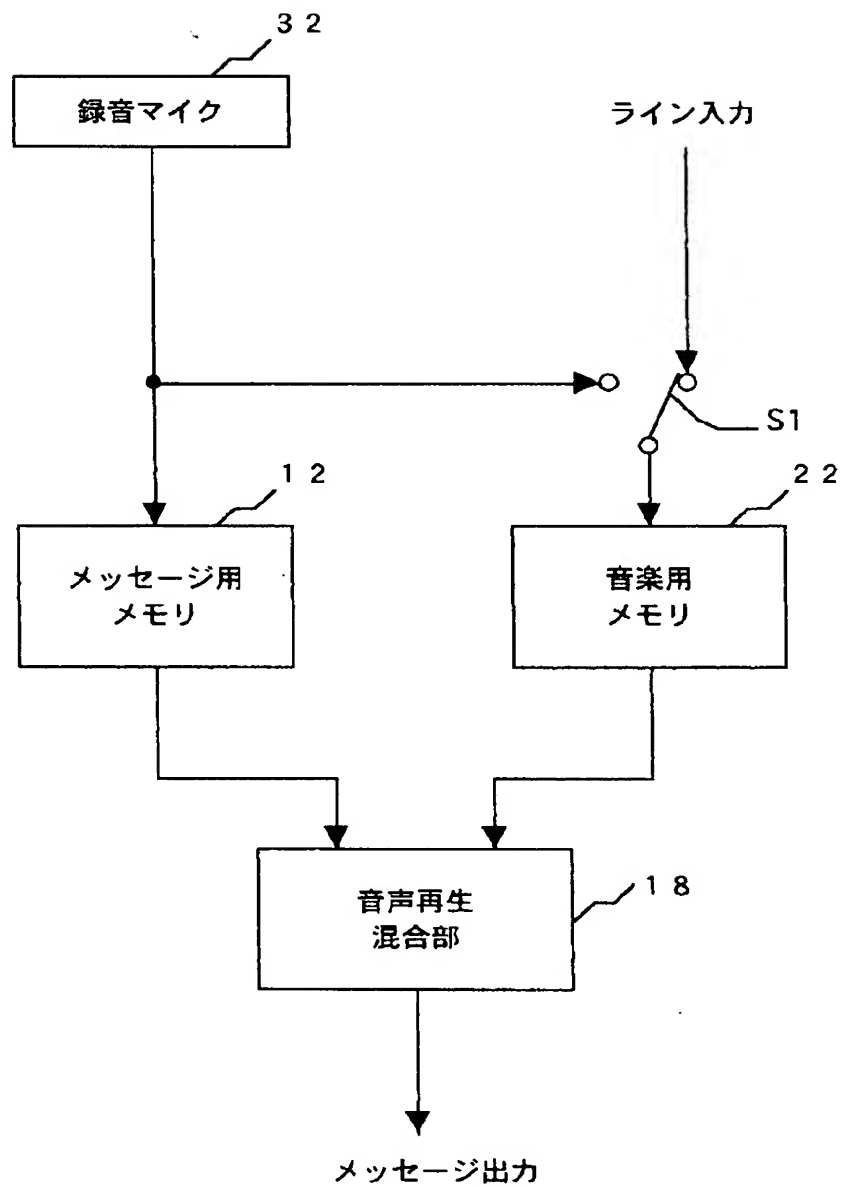 ３２
録音マイク
ライン入力
S1
１２
２２
メッセージ用
メモリ
音楽用
メモリ
１８
音声再生
混合部
メッセージ出力